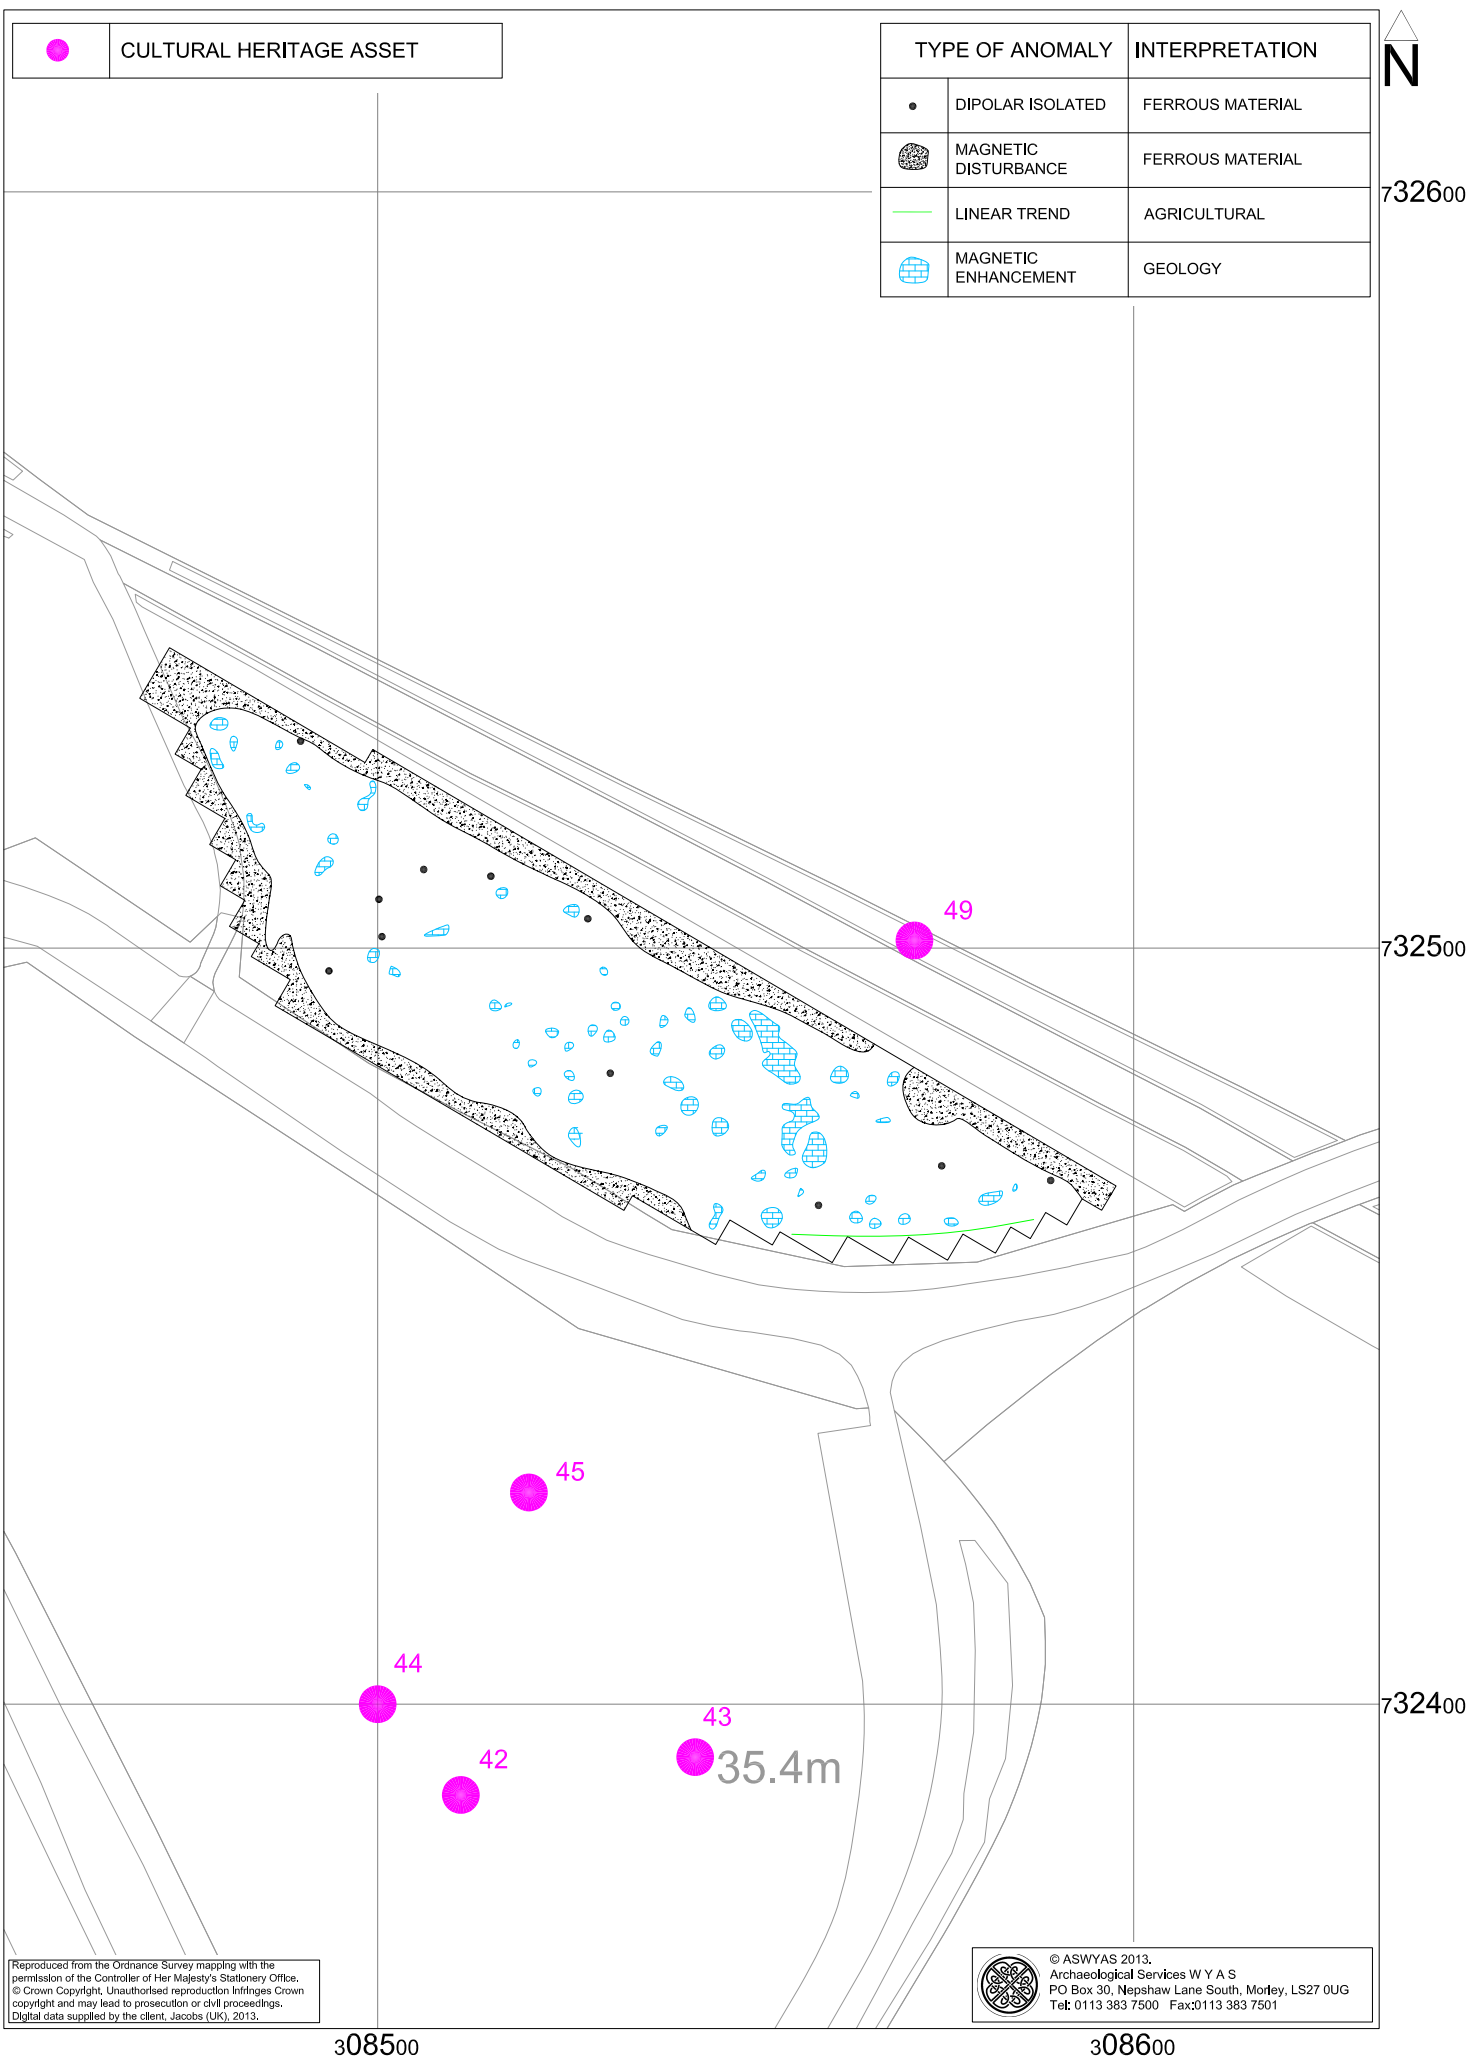 CULTURAL HERITAGE ASSET
TYPE OF ANOMALY INTERPRETATION
DIPOLAR ISOLATED FERROUS MATERIAL
MAGNETIC
DISTURBANCE
FERROUS MATERIAL
LINEAR TREND AGRICULTURAL
MAGNETIC
ENHANCEMENT
GEOLOGY
N
732600
49
732500
45
44
732400
43
35.4m
42
Reproduced from the Ordnance Survey mapping with the
permission of the Controller of Her Majesty's Stationery Office.
© Crown Copyright, Unauthorised reproduction infringes Crown
copyright and may lead to prosecution or civil proceedings.
Digital data supplied by the client, Jacobs (UK), 2013.
© ASWYAS 2013.
Archaeological Services W Y A S
PO Box 30, Nepshaw Lane South, Morley, LS27 0UG
Tel: 0113 383 7500 Fax:0113 383 7501
308500
308600